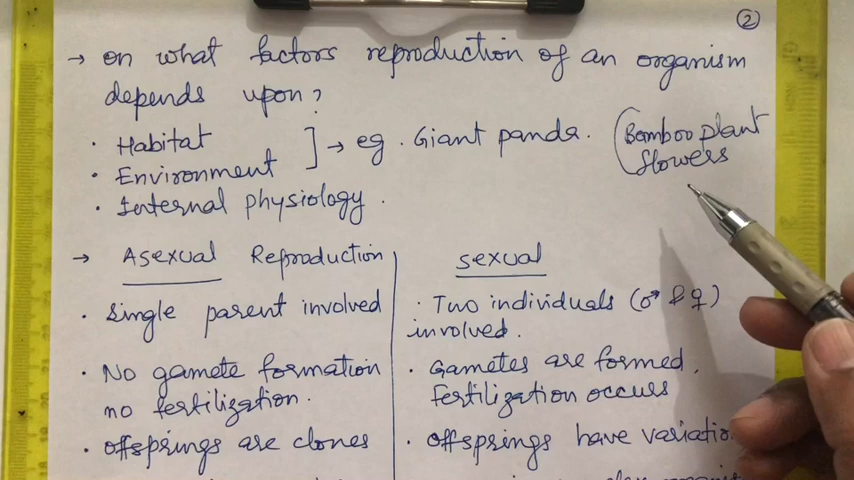 ②
→ on what factors reproduction of an organism
depends upon?
· Habitat
· Environment
] → eg. Giant panda. (Bamboo plant
flowers
· Internal physiology.
→ Asexual Reproduction
· single parent involved
· No gamete formation
no fertilization.
· offsprings are clones
sexual
· Two individuals (♂ & ♀)
involved.
· Gametes are formed.
fertilization occurs
· offsprings have variatio